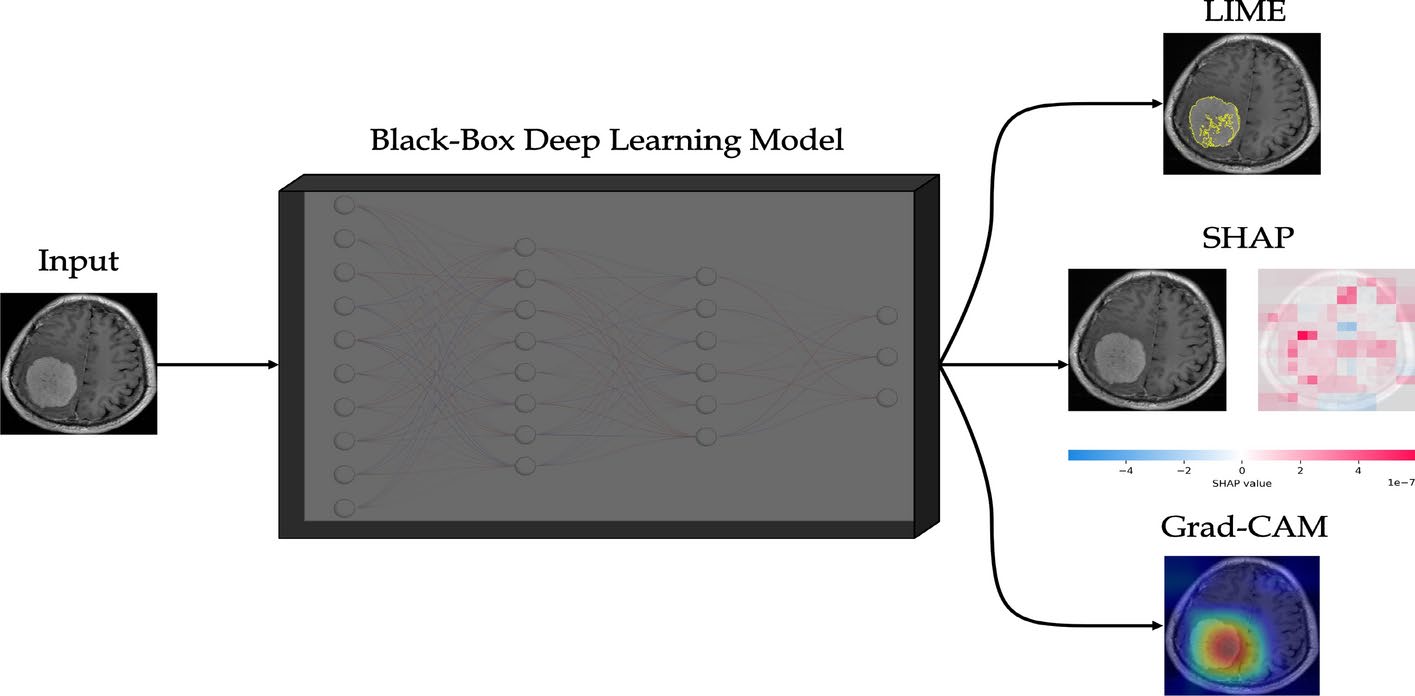 LIME
Black-Box Deep Learning Model
Input
SHAP
−4 −2 0 2 4
SHAP value
1e−7
Grad-CAM